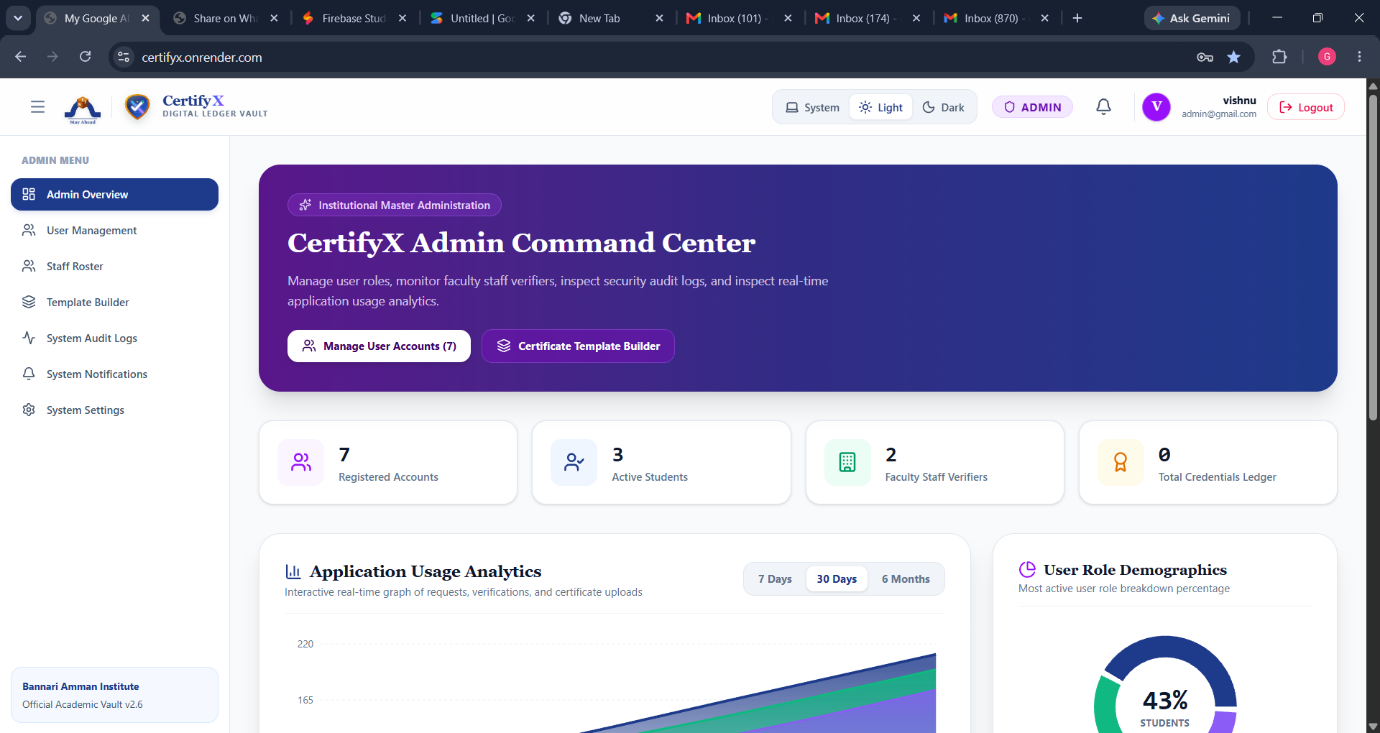 My Google AI
Share on Wha
Firebase Stud
Untitled | Goo
New Tab
Inbox (101) -
Inbox (174) -
Inbox (870) -
Ask Gemini
certifyx.onrender.com
G
Way Ahead
CertifyX
DIGITAL LEDGER VAULT
System
Light
Dark
ADMIN
V
vishnu
admin@gmail.com
Logout
ADMIN MENU
Admin Overview
User Management
Staff Roster
Template Builder
System Audit Logs
System Notifications
System Settings
Bannari Amman Institute
Official Academic Vault v2.6
Institutional Master Administration
CertifyX Admin Command Center
Manage user roles, monitor faculty staff verifiers, inspect security audit logs, and inspect real-time
application usage analytics.
Manage User Accounts (7)
Certificate Template Builder
7
Registered Accounts
3
Active Students
2
Faculty Staff Verifiers
0
Total Credentials Ledger
Application Usage Analytics
Interactive real-time graph of requests, verifications, and certificate uploads
7 Days
30 Days
6 Months
220
165
User Role Demographics
Most active user role breakdown percentage
43%
STUDENTS